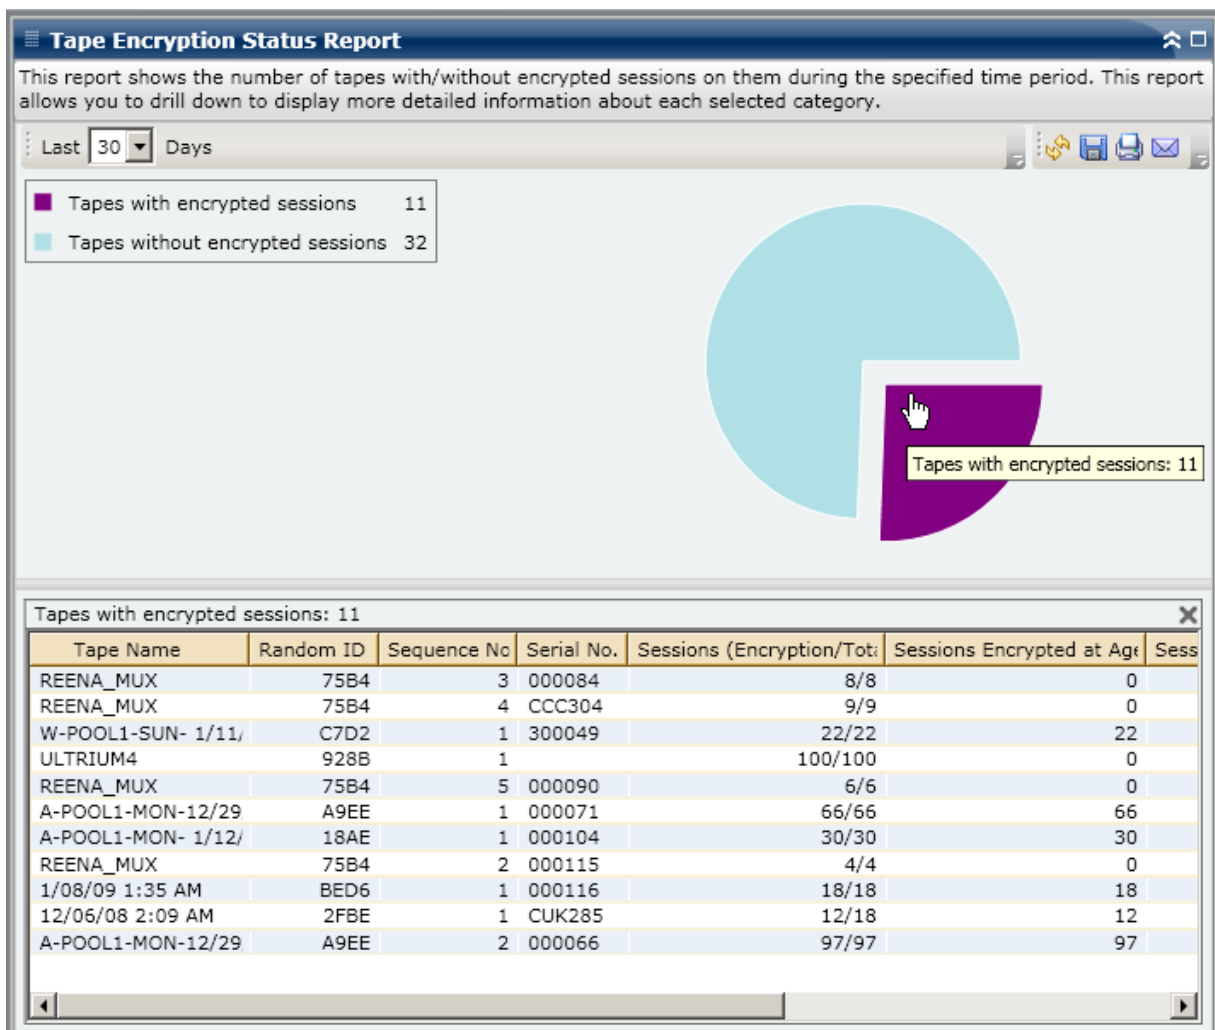 Tape Encryption Status Report
This report shows the number of tapes with/without encrypted sessions on them during the specified time period. This report
allows you to drill down to display more detailed information about each selected category.
Last 30 Days
Tapes with encrypted sessions 11
Tapes without encrypted sessions 32
Tapes with encrypted sessions: 11
Tapes with encrypted sessions: 11
Tape Name Random ID Sequence No Serial No. Sessions (Encryption/Tota Sessions Encrypted at Age Sess
REENA_MUX 75B4 3 000084 8/8 0
REENA_MUX 75B4 4 CCC304 9/9 0
W-POOL1-SUN- 1/11/ C7D2 1 300049 22/22 22
ULTRIUM4 928B 1 100/100 0
REENA_MUX 75B4 5 000090 6/6 0
A-POOL1-MON-12/29 A9EE 1 000071 66/66 66
A-POOL1-MON- 1/12/ 18AE 1 000104 30/30 30
REENA_MUX 75B4 2 000115 4/4 0
1/08/09 1:35 AM BED6 1 000116 18/18 18
12/06/08 2:09 AM 2FBE 1 CUK285 12/18 12
A-POOL1-MON-12/29 A9EE 2 000066 97/97 97